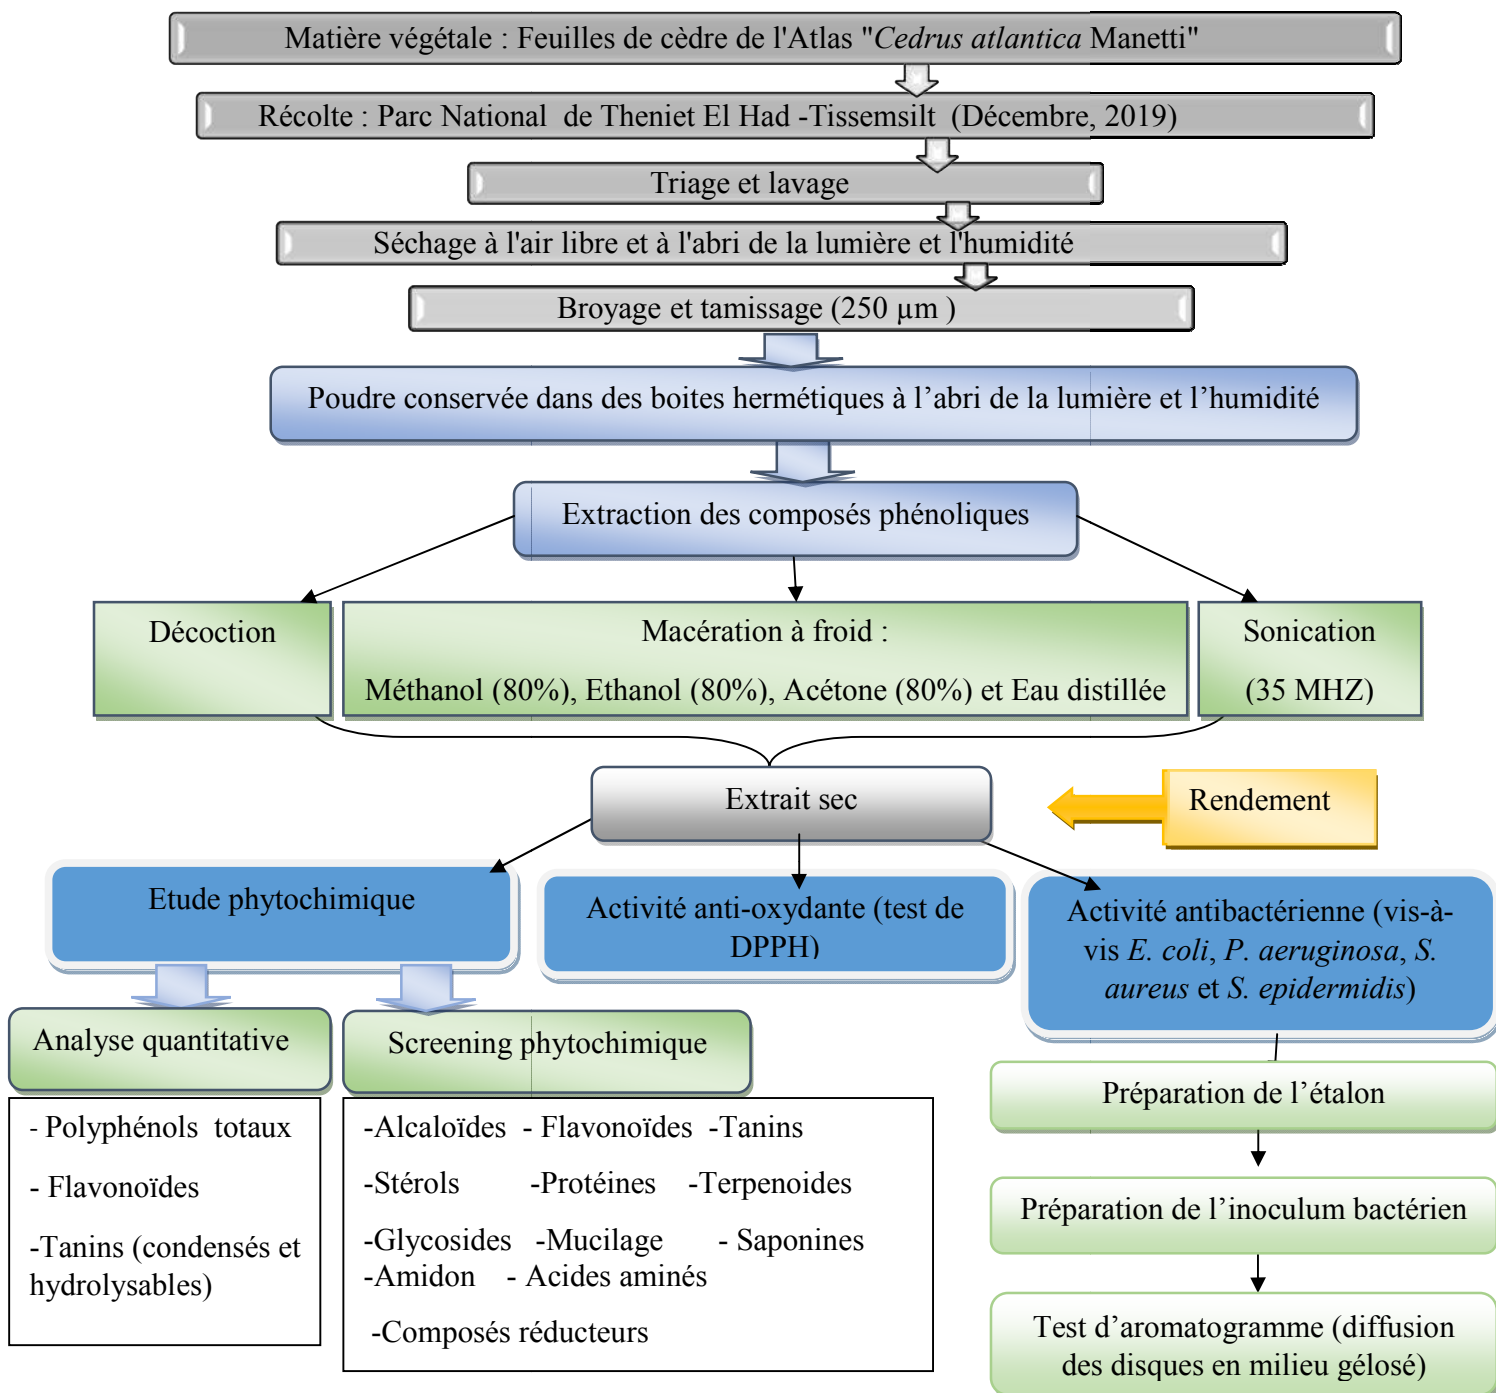 Matière végétale : Feuilles de cèdre de l'Atlas "Cedrus atlantica Manetti"
Récolte : Parc National de Theniet El Had -Tissemsilt (Décembre, 2019)
Triage et lavage
Séchage à l'air libre et à l'abri de la lumière et l'humidité
Broyage et tamissage (250 µm )
Poudre conservée dans des boites hermétiques à l’abri de la lumière et l’humidité
Extraction des composés phénoliques
Décoction
Macération à froid :
Méthanol (80%), Ethanol (80%), Acétone (80%) et Eau distillée
Sonication
(35 MHZ)
Extrait sec
Rendement
Etude phytochimique
Activité anti-oxydante (test de
DPPH)
Activité antibactérienne (vis-à-
vis E. coli, P. aeruginosa, S.
aureus et S. epidermidis)
Analyse quantitative
- Polyphénols totaux
- Flavonoïdes
-Tanins (condensés et
hydrolysables)
Screening phytochimique
-Alcaloïdes - Flavonoïdes -Tanins
-Stérols -Protéines -Terpenoides
-Glycosides -Mucilage - Saponines
-Amidon - Acides aminés
-Composés réducteurs
Préparation de l’étalon
Préparation de l’inoculum bactérien
Test d’aromatogramme (diffusion
des disques en milieu gélosé)